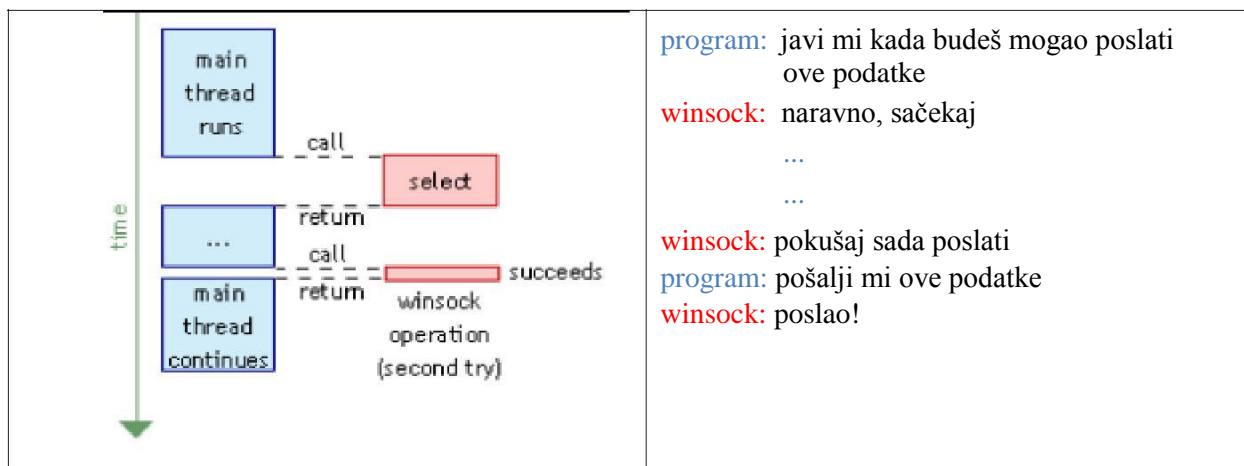 main
thread
runs
call
select
return
time
...
call
succeeds
return
main
thread
continues
winsock
operation
(second try)
program: javi mi kada budeš mogao poslati
ove podatke
winsock: naravno, sačekaj
...
...
winsock: pokušaj sada poslati
program: pošalji mi ove podatke
winsock: poslao!